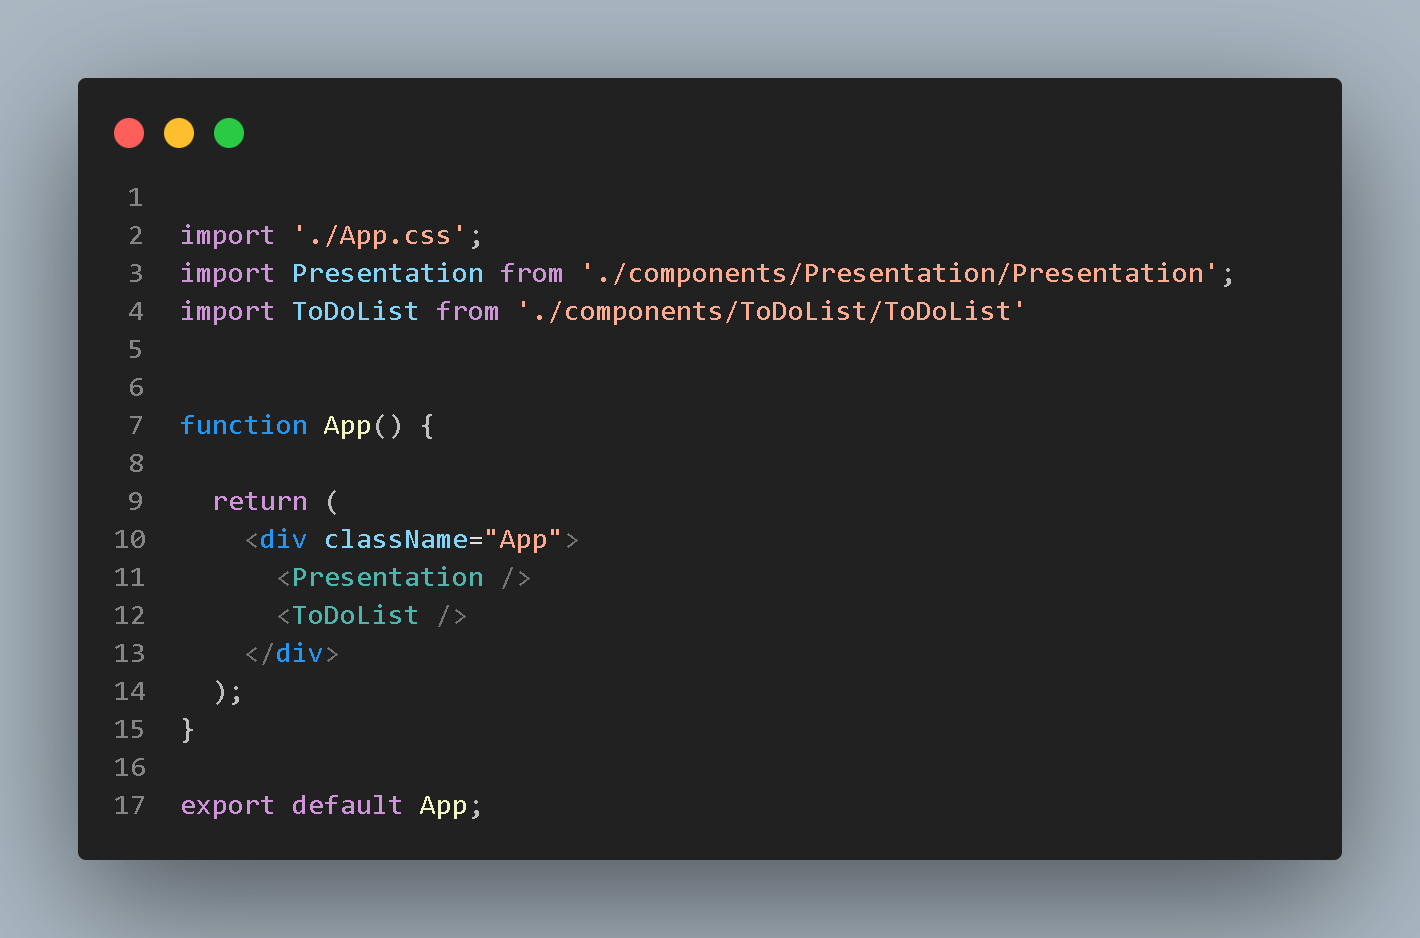 1
2 import './App.css';
3 import Presentation from './components/Presentation/Presentation';
4 import ToDoList from './components/ToDoList/ToDoList'
5
6
7 function App() {
8
9   return (
10     <div className="App">
11       <Presentation />
12       <ToDoList />
13     </div>
14   );
15 }
16
17 export default App;